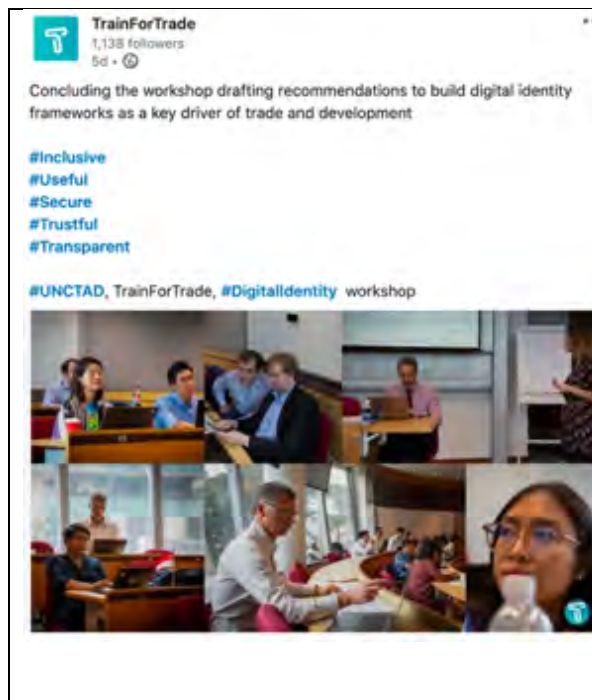 TrainForTrade
1,138 followers
5d •
Concluding the workshop drafting recommendations to build digital identity
frameworks as a key driver of trade and development
#Inclusive
#Useful
#Secure
#Trustful
#Transparent
#UNCTAD, TrainForTrade, #DigitalIdentity workshop